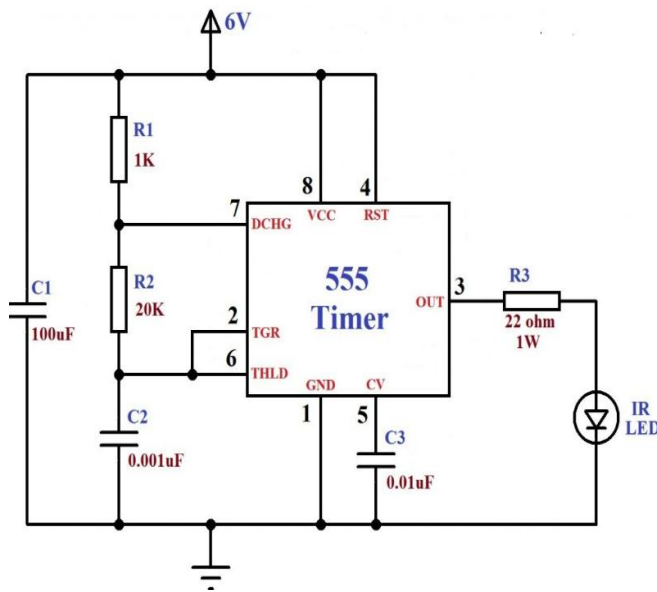 6V
R1
1K
8
4
7
DCHG
VCC
RST
C1
100uF
R2
20K
555
Timer
OUT
3
R3
22 ohm
1W
2
TGR
6
THLD
GND
CV
1
5
C2
0.001uF
C3
0.01uF
IR
LED